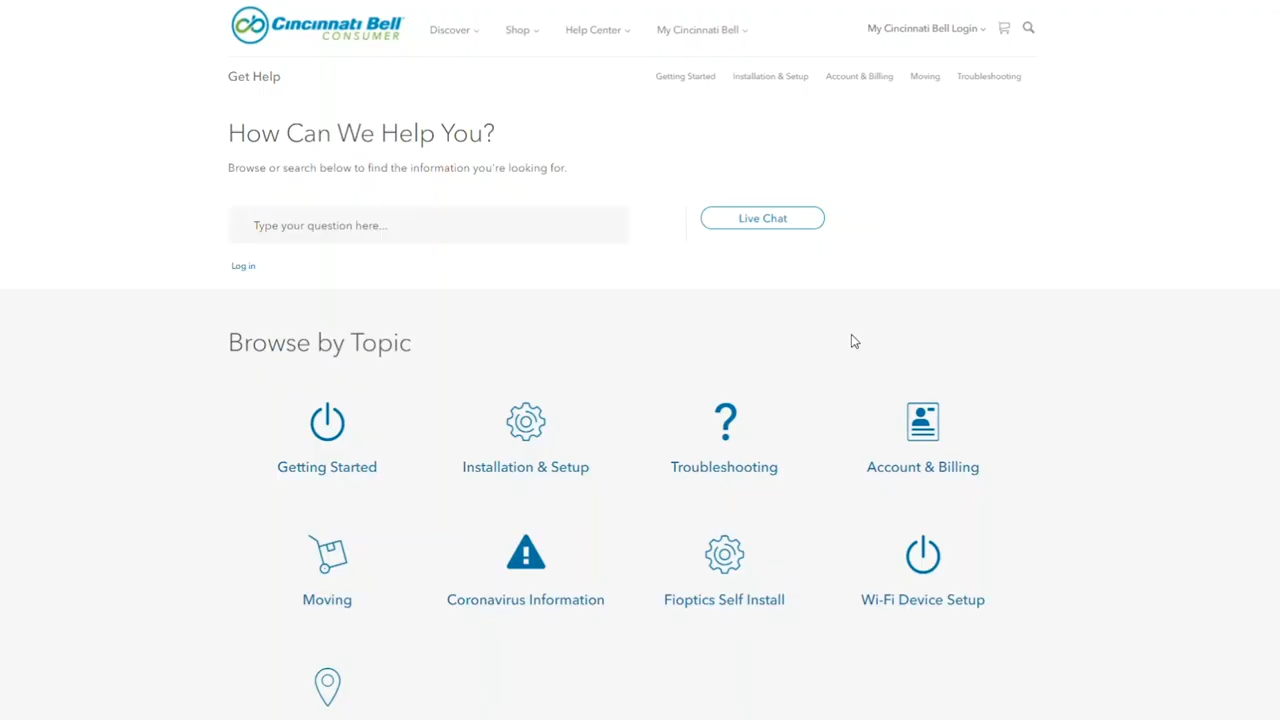 Cincinnati Bell
CONSUMER
Discover
Shop
Help Center
My Cincinnati Bell
My Cincinnati Bell Login
Get Help
Getting Started
Installation & Setup
Account & Billing
Moving
Troubleshooting
How Can We Help You?
Browse or search below to find the information you're looking for.
Type your question here...
Live Chat
Log in
Browse by Topic
Getting Started
Installation & Setup
Troubleshooting
Account & Billing
Moving
Coronavirus Information
Fioptics Self Install
Wi-Fi Device Setup